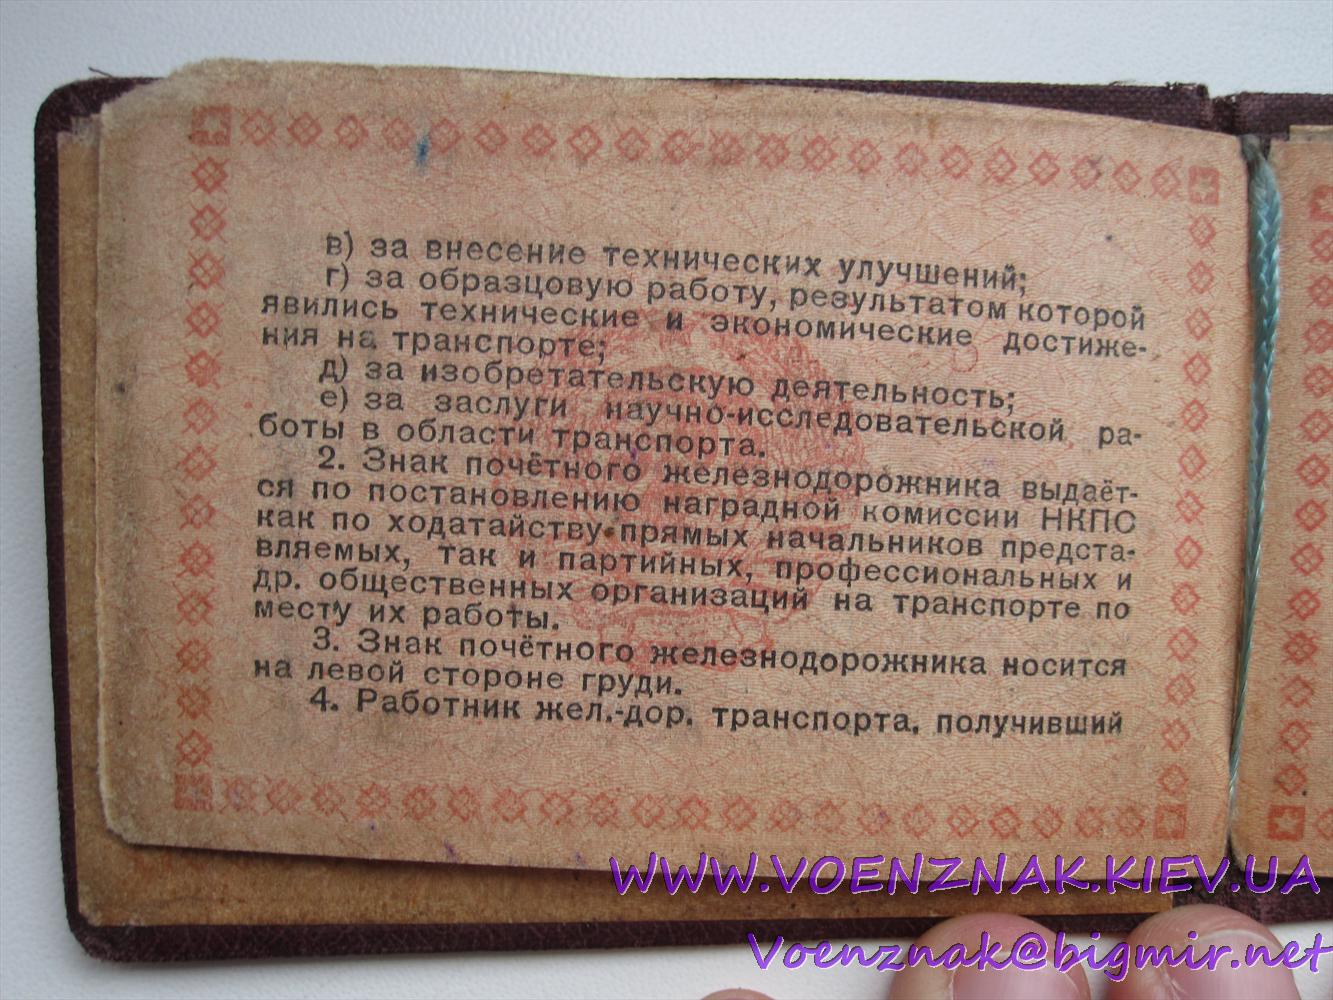 в) за внесение технических улучшений;
г) за образцовую работу, результатом которой
явились технические и экономические достиже-
ния на транспорте;
д) за изобретательскую деятельность;
е) за заслуги научно-исследовательской ра-
боты в области транспорта.
2. Знак почётного железнодорожника выдаёт-
ся по постановлению наградной комиссии НКПС
как по ходатайству прямых начальников предста-
вляемых, так и партийных, профессиональных и
др. общественных организаций на транспорте по
месту их работы.
3. Знак почётного железнодорожника носится
на левой стороне груди.
4. Работник жел.-дор. транспорта, получивший
WWW.VOENZNAK.KIEV.UA
Voenznak@bigmir.net